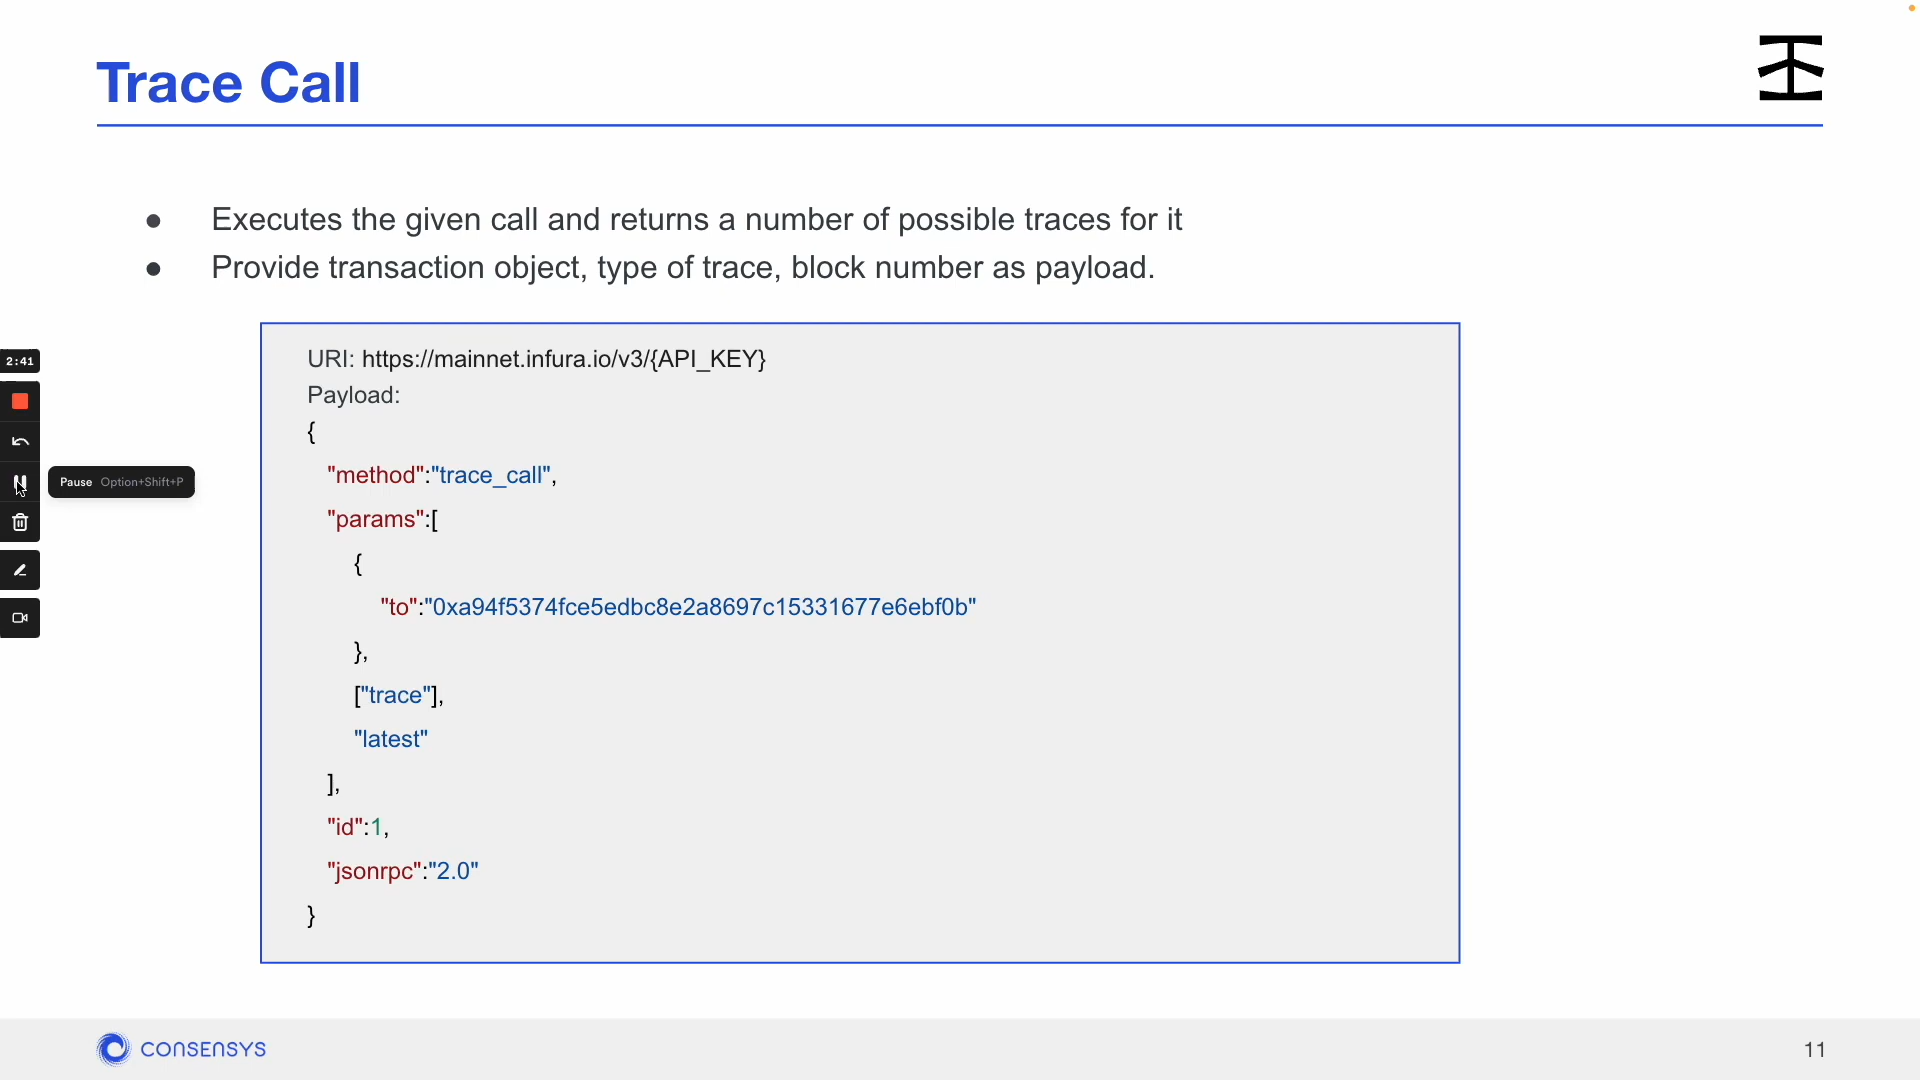 Trace Call
● Executes the given call and returns a number of possible traces for it
● Provide transaction object, type of trace, block number as payload.
URI: https://mainnet.infura.io/v3/{API_KEY}
Payload:
{
"method":"trace_call",
"params":[
{
"to":"0xa94f5374fce5edbc8e2a8697c15331677e6ebf0b"
},
["trace"],
"latest"
],
"id":1,
"jsonrpc":"2.0"
}
2:41
Pause Option+Shift+P
CONSENSYS
11